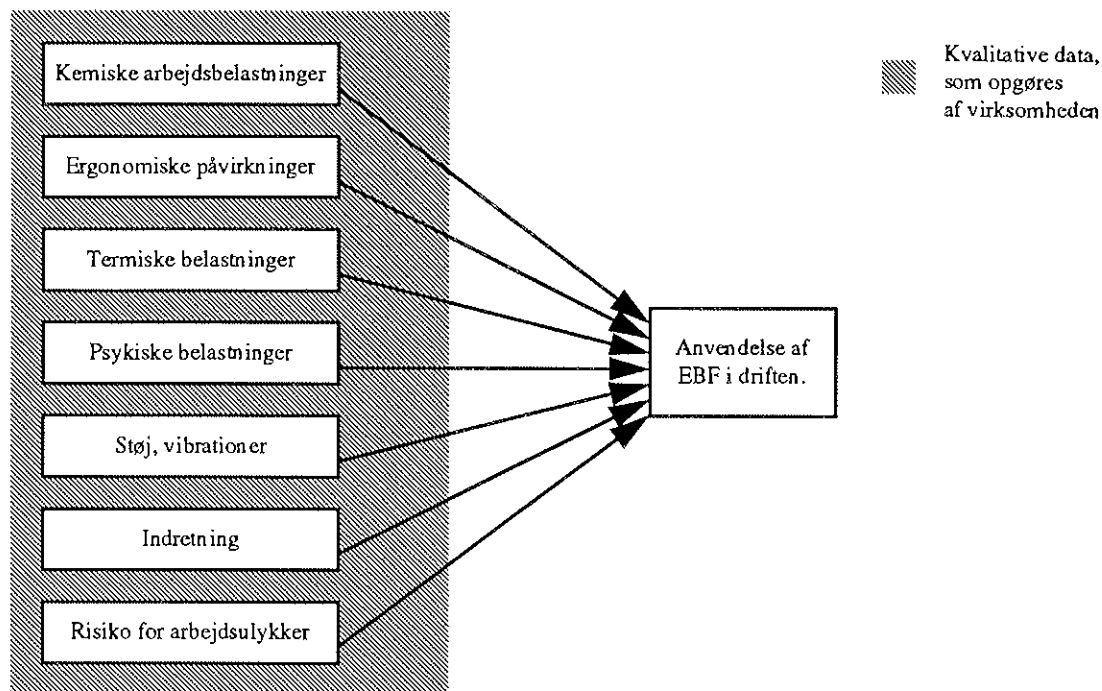 Kemiske arbejdsbelastninger
Ergonomiske påvirkninger
Termiske belastninger
Psykiske belastninger
Støj, vibrationer
Indretning
Risiko for arbejdsulykker
Anvendelse af
EBF i driften.
Kvalitative data,
som opgøres
af virksomheden